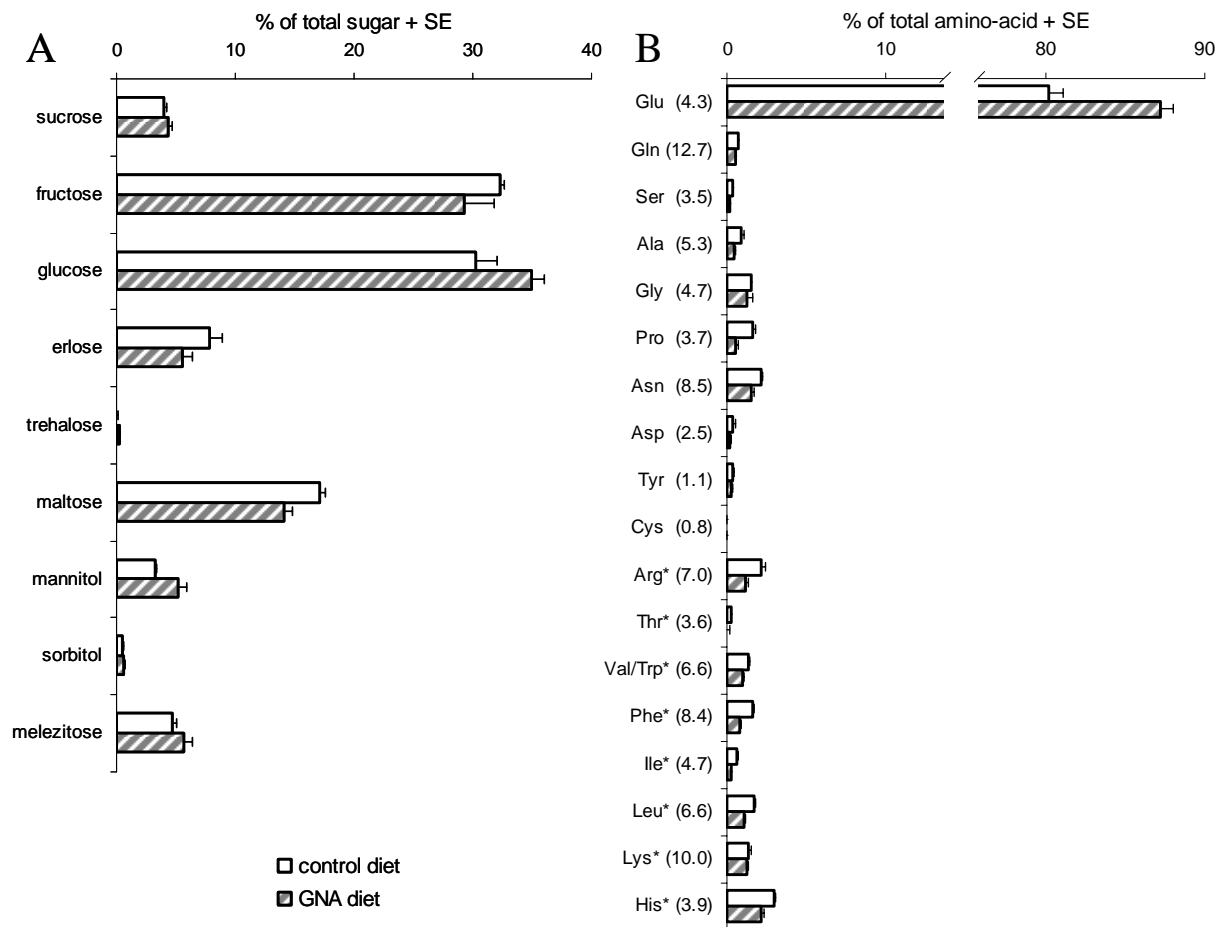 A
% of total sugar + SE
0 10 20 30 40
sucrose
fructose
glucose
erlose
trehalose
maltose
mannitol
sorbitol
melezitose
control diet
GNA diet
B
% of total amino-acid + SE
0 10 80 90
Glu (4.3)
Gln (12.7)
Ser (3.5)
Ala (5.3)
Gly (4.7)
Pro (3.7)
Asn (8.5)
Asp (2.5)
Tyr (1.1)
Cys (0.8)
Arg* (7.0)
Thr* (3.6)
Val/Trp* (6.6)
Phe* (8.4)
Ile* (4.7)
Leu* (6.6)
Lys* (10.0)
His* (3.9)